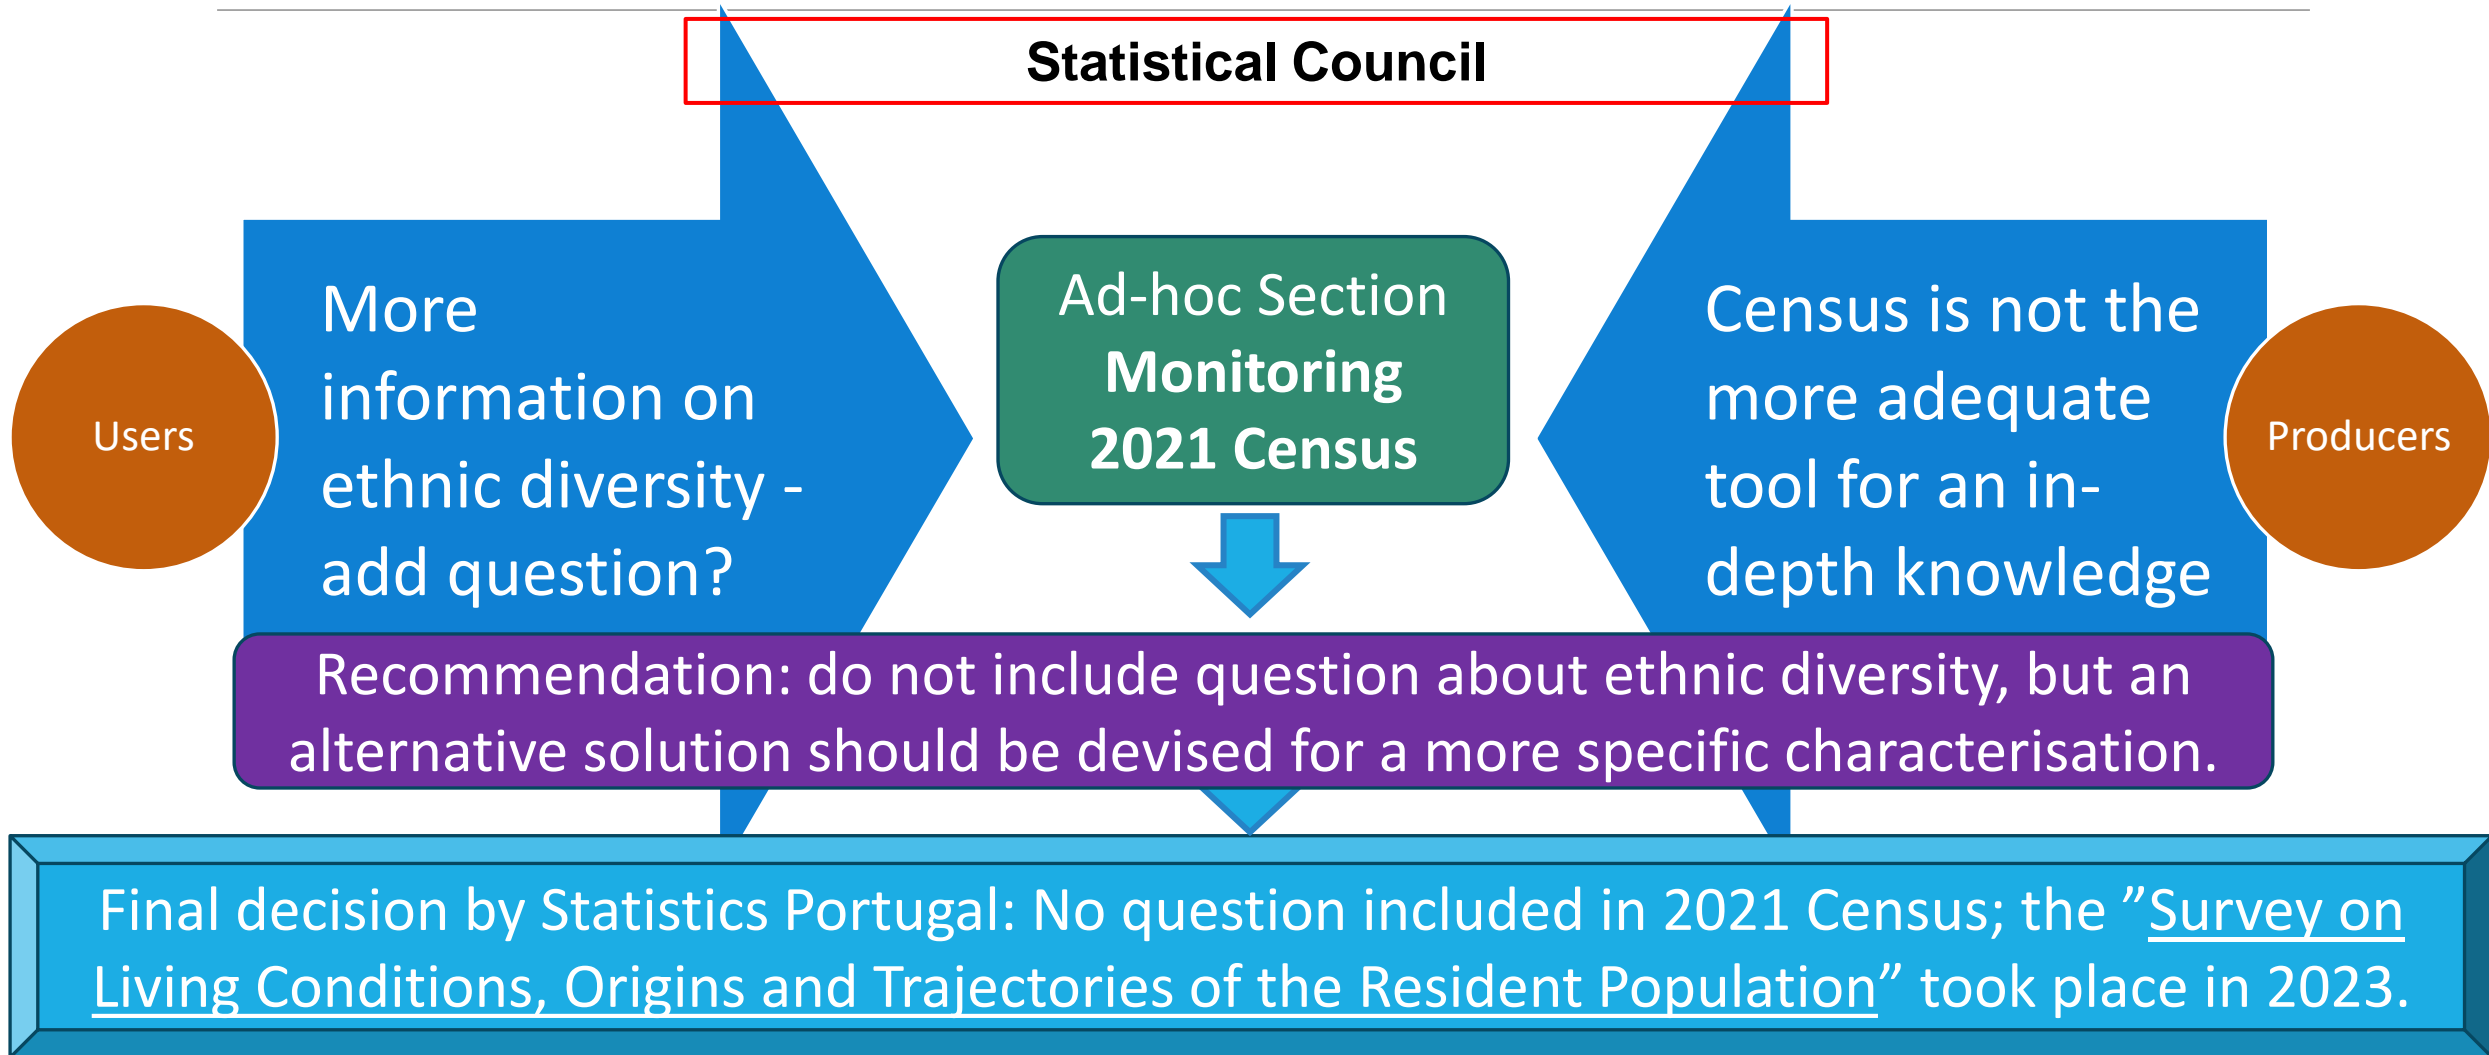 Statistical Council
Users
More
information on
ethnic diversity -
add question?
Ad-hoc Section
Monitoring
2021 Census
Census is not the
more adequate
tool for an in-
depth knowledge
Producers
Recommendation: do not include question about ethnic diversity, but an
alternative solution should be devised for a more specific characterisation.
Final decision by Statistics Portugal: No question included in 2021 Census; the ”Survey on
Living Conditions, Origins and Trajectories of the Resident Population” took place in 2023.